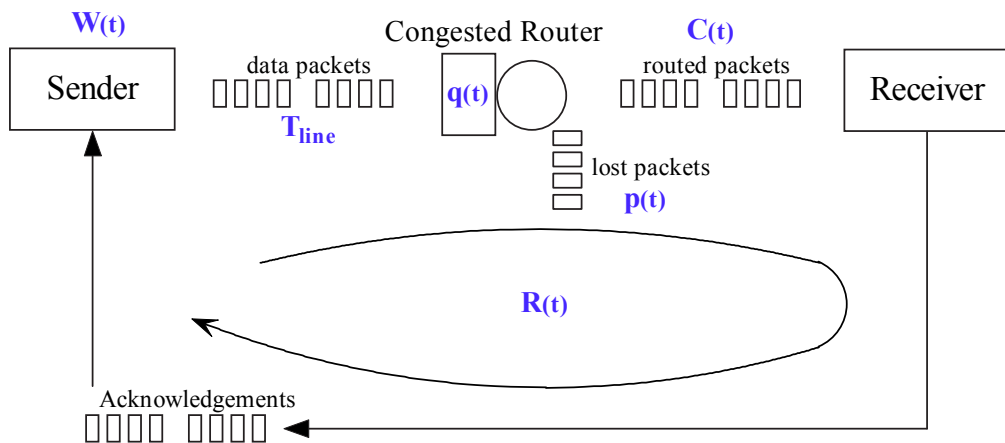 W(t)
Sender
data packets
T_line
Congested Router
q(t)
C(t)
routed packets
Receiver
lost packets
p(t)
R(t)
Acknowledgements